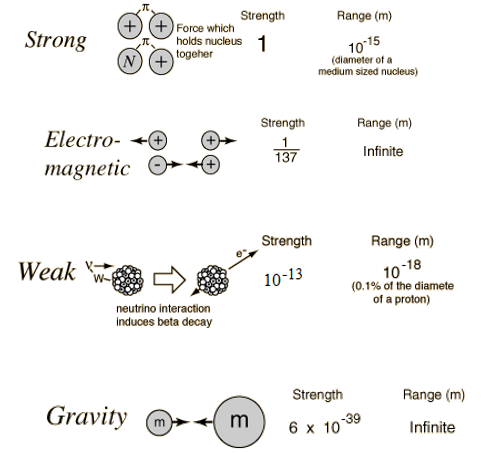 Strong
π
+ +
π
N +
Force which
holds nucleus
togeher
Strength
1
Range (m)
10⁻¹⁵
(diameter of a
medium sized nucleus)
Electro-
magnetic
+ +
- +
Strength
1
137
Range (m)
Infinite
Weak
ν
W-
e⁻
neutrino interaction
induces beta decay
Strength
10⁻¹³
Range (m)
10⁻¹⁸
(0.1% of the diamete
of a proton)
Gravity
m m
Strength
6 x 10⁻³⁹
Range (m)
Infinite